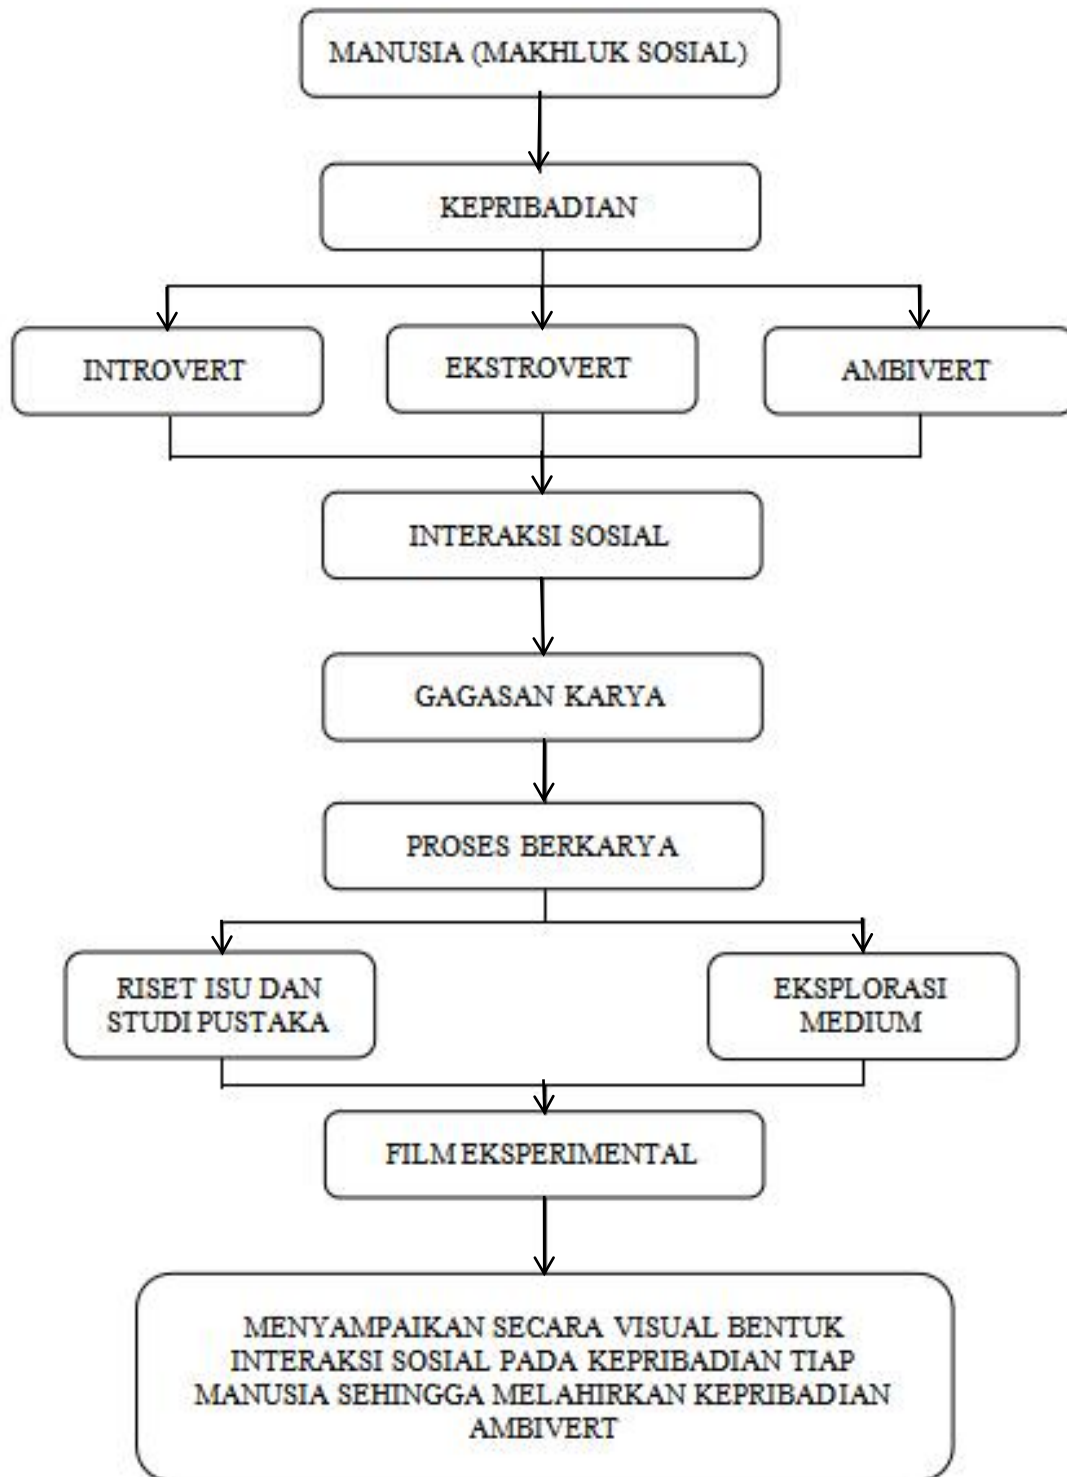 MANUSIA (MAKHLUK SOSIAL)
KEPRIBADIAN
INTROVERT
EKSTROVERT
AMBIVERT
INTERAKSI SOSIAL
GAGASAN KARYA
PROSES BERKARYA
RISET ISU DAN
STUDI PUSTAKA
EKSPLORASI
MEDIUM
FILM EKSPERIMENTAL
MENYAMPAIKAN SECARA VISUAL BENTUK
INTERAKSI SOSIAL PADA KEPRIBADIAN TIAP
MANUSIA SEHINGGA MELAHIRKAN KEPRIBADIAN
AMBIVERT